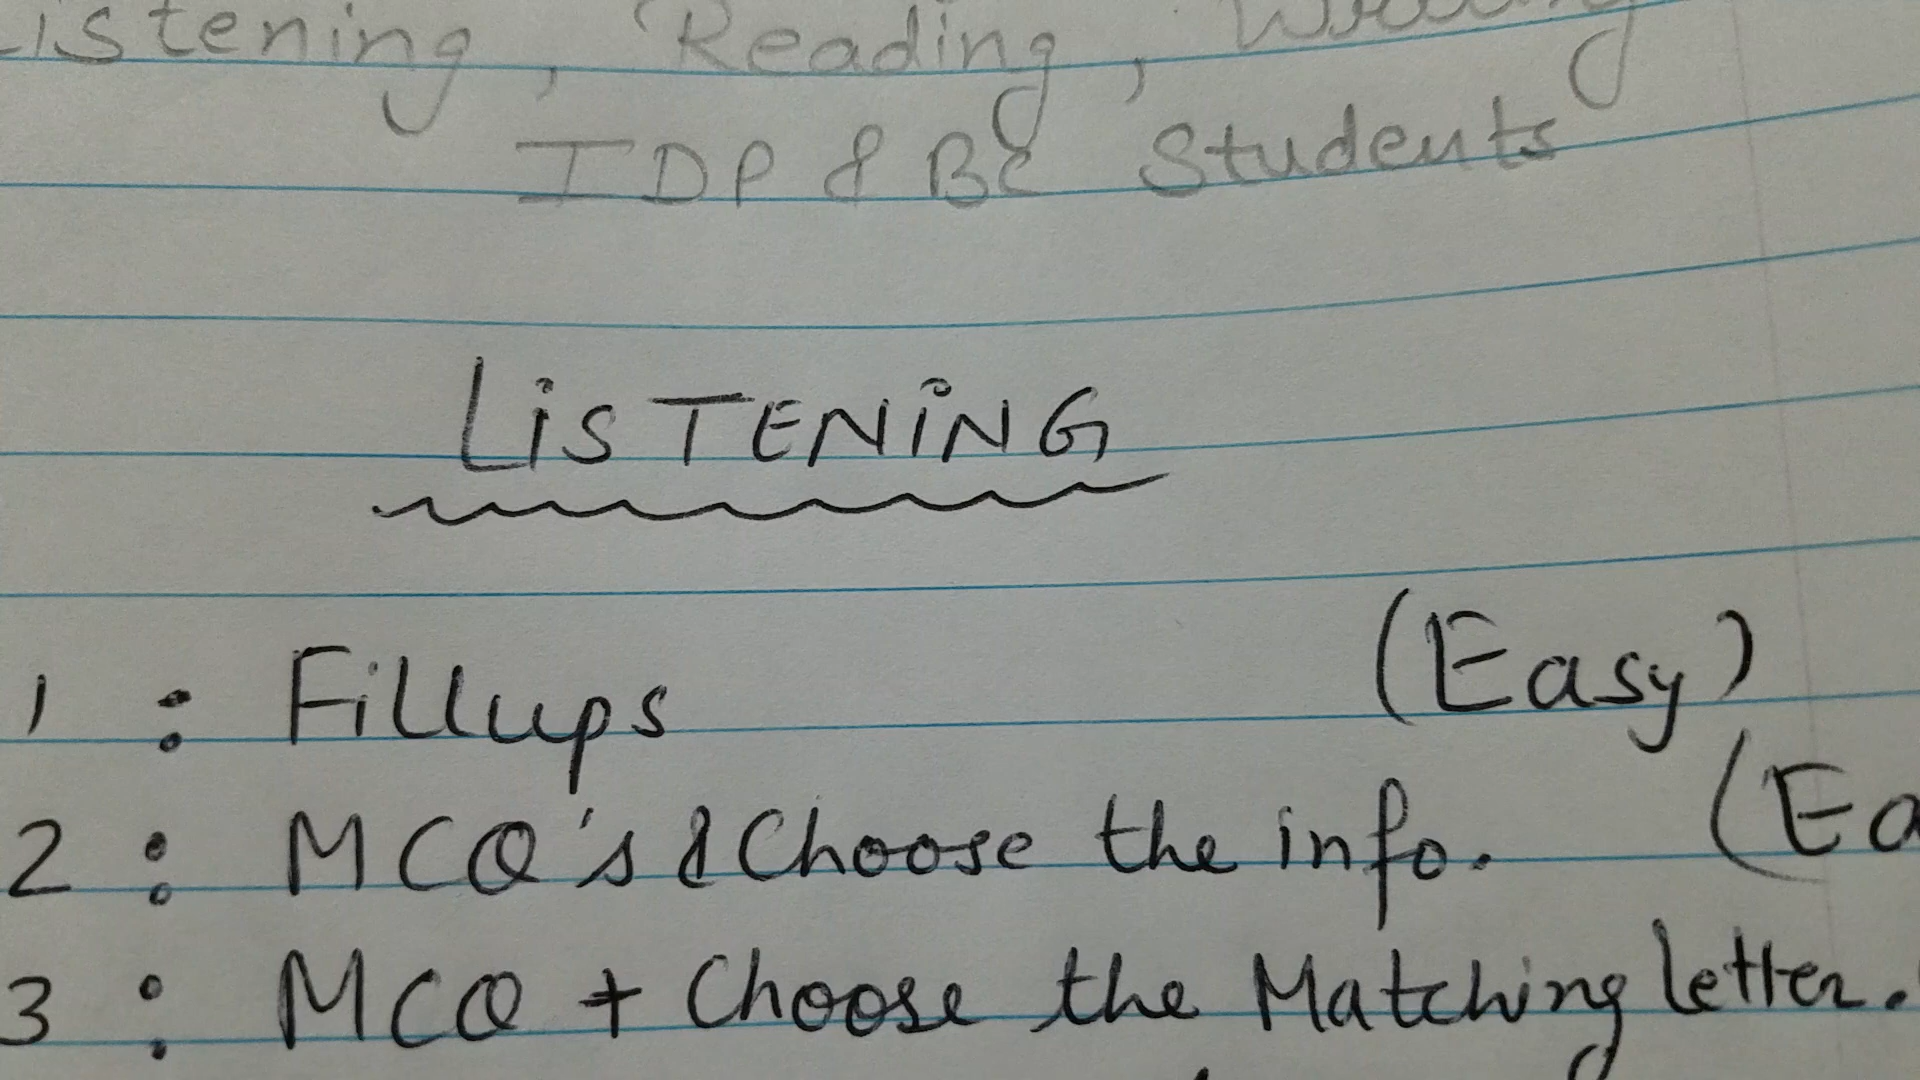 Listening, Reading, Writing
IDP & BC Students
LiSTENiNG
1 : Fillups (Easy)
2 : MCQ's & Choose the info. (Ea
3 : MCQ + Choose the Matching letter.